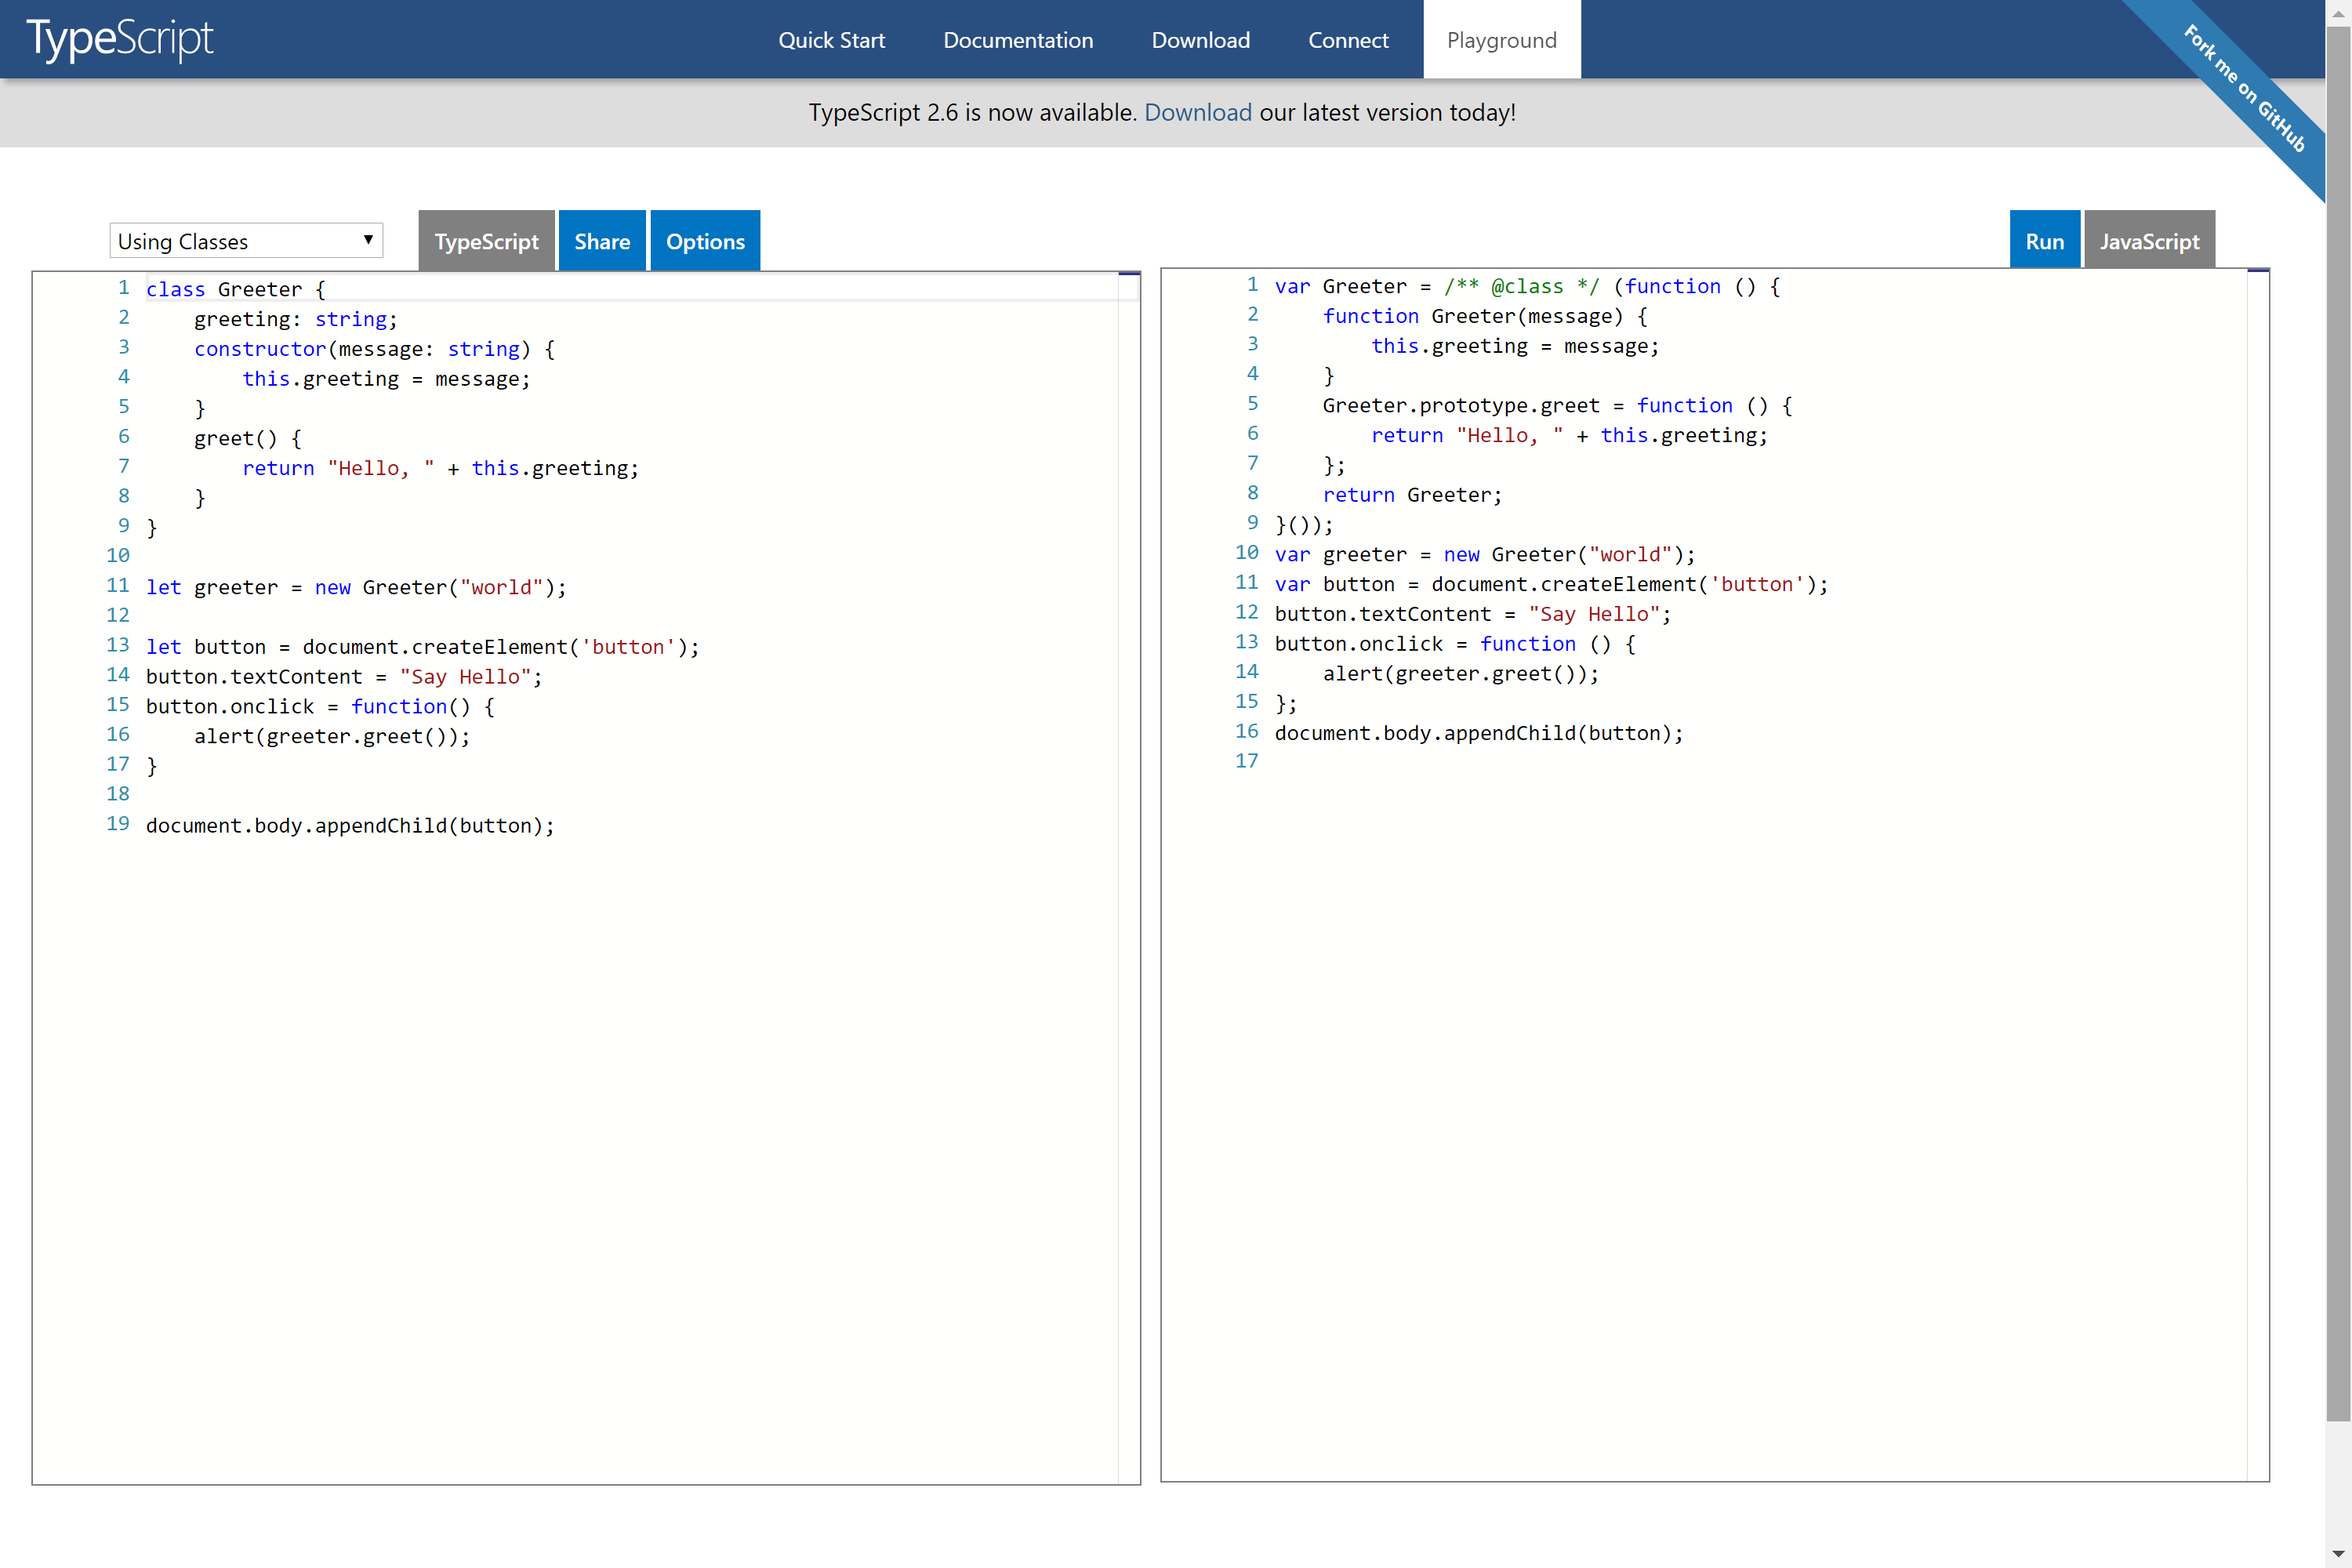 TypeScript
Quick Start Documentation Download Connect Playground
Fork me on GitHub
TypeScript 2.6 is now available. Download our latest version today!
Using Classes TypeScript Share Options
1 class Greeter {
2     greeting: string;
3     constructor(message: string) {
4         this.greeting = message;
5     }
6     greet() {
7         return "Hello, " + this.greeting;
8     }
9 }
10
11 let greeter = new Greeter("world");
12
13 let button = document.createElement('button');
14 button.textContent = "Say Hello";
15 button.onclick = function() {
16     alert(greeter.greet());
17 }
18
19 document.body.appendChild(button);
Run JavaScript
1 var Greeter = /** @class */ (function () {
2     function Greeter(message) {
3         this.greeting = message;
4     }
5     Greeter.prototype.greet = function () {
6         return "Hello, " + this.greeting;
7     };
8     return Greeter;
9 }());
10 var greeter = new Greeter("world");
11 var button = document.createElement('button');
12 button.textContent = "Say Hello";
13 button.onclick = function () {
14     alert(greeter.greet());
15 };
16 document.body.appendChild(button);
17